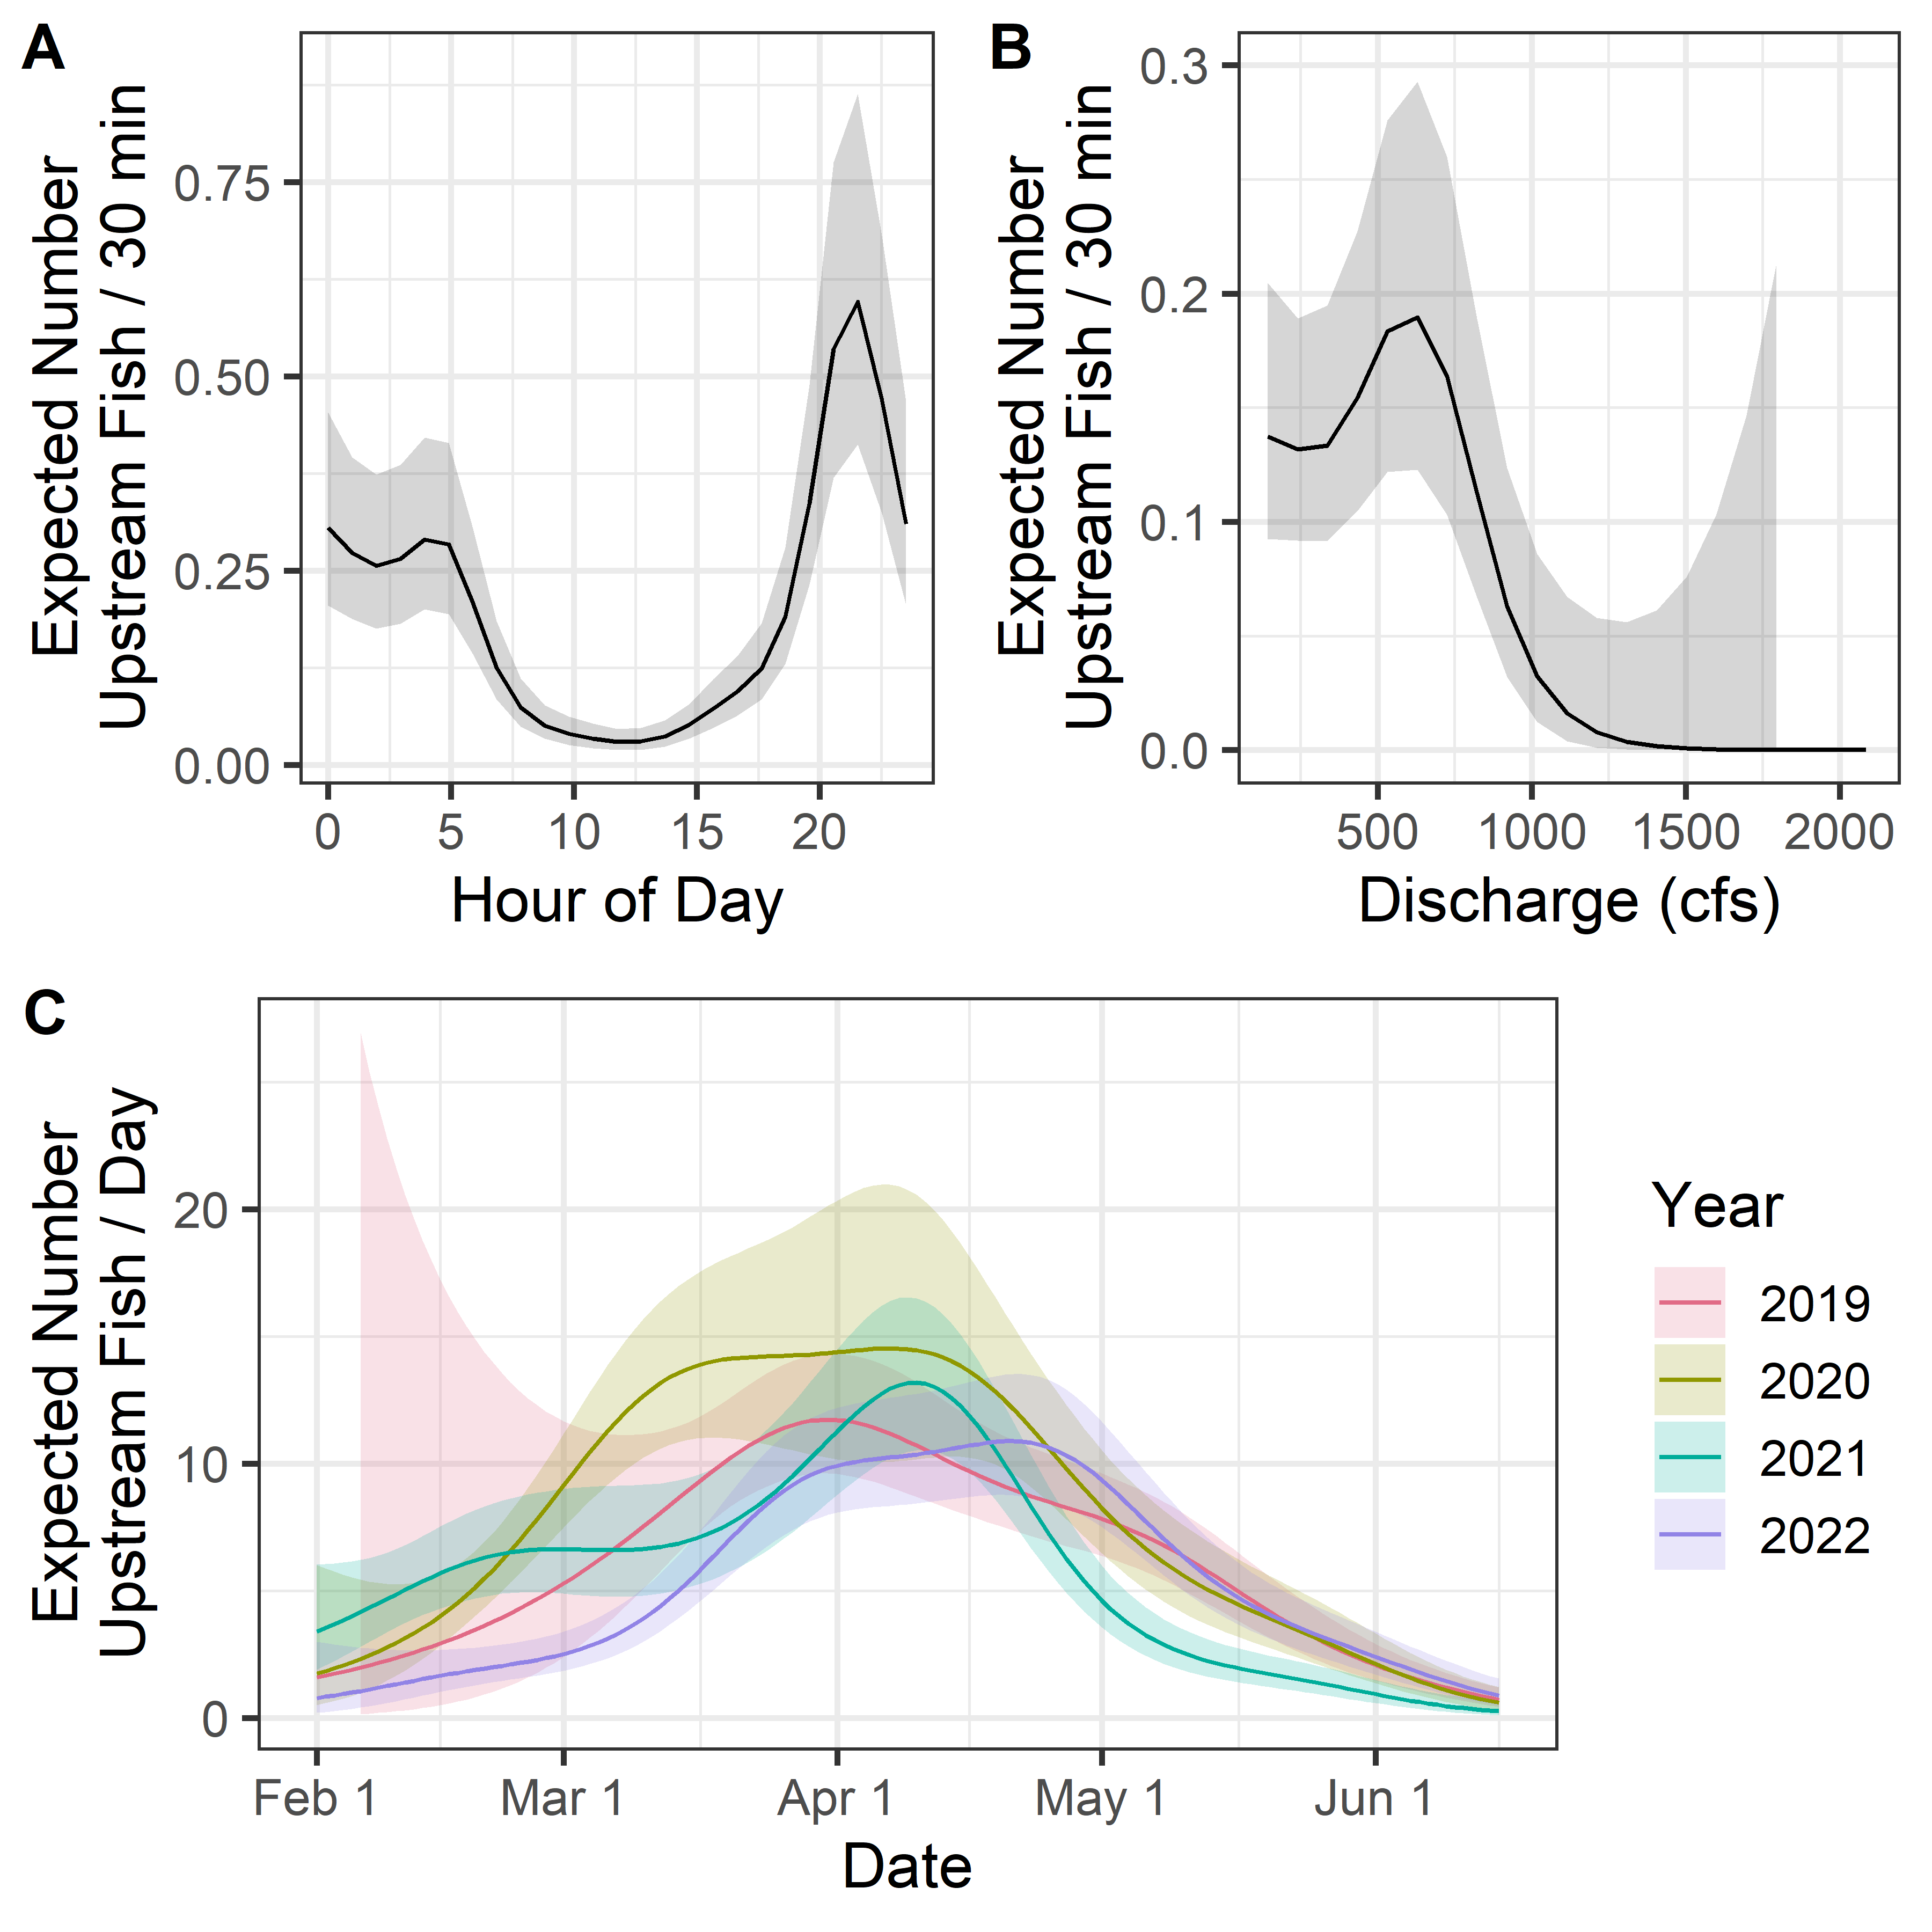 A
Expected Number
Upstream Fish / 30 min
0.75
0.50
0.25
0.00
0 5 10 15 20
Hour of Day
B
Expected Number
Upstream Fish / 30 min
0.3
0.2
0.1
0.0
500 1000 1500 2000
Discharge (cfs)
C
Expected Number
Upstream Fish / Day
20
10
0
Feb 1 Mar 1 Apr 1 May 1 Jun 1
Date
Year
2019
2020
2021
2022